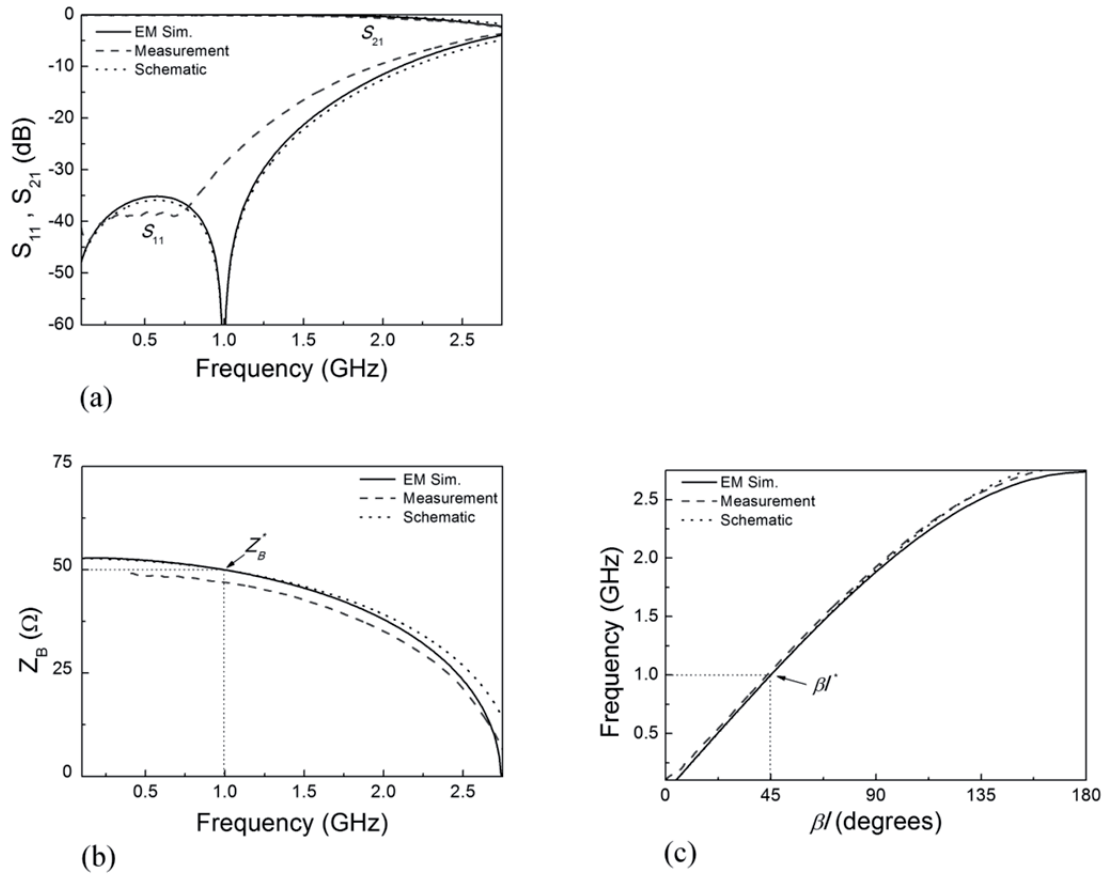 0
-10
-20
-30
-40
-50
-60
S11 , S21 (dB)
EM Sim.
Measurement
Schematic
S21
S11
0.5
1.0
1.5
2.0
2.5
Frequency (GHz)
(a)
75
50
25
0
ZB (Ω)
EM Sim.
Measurement
Schematic
ZB*
0.5
1.0
1.5
2.0
2.5
Frequency (GHz)
(b)
2.5
2.0
1.5
1.0
0.5
Frequency (GHz)
EM Sim.
Measurement
Schematic
βl*
0
45
90
135
180
βl (degrees)
(c)